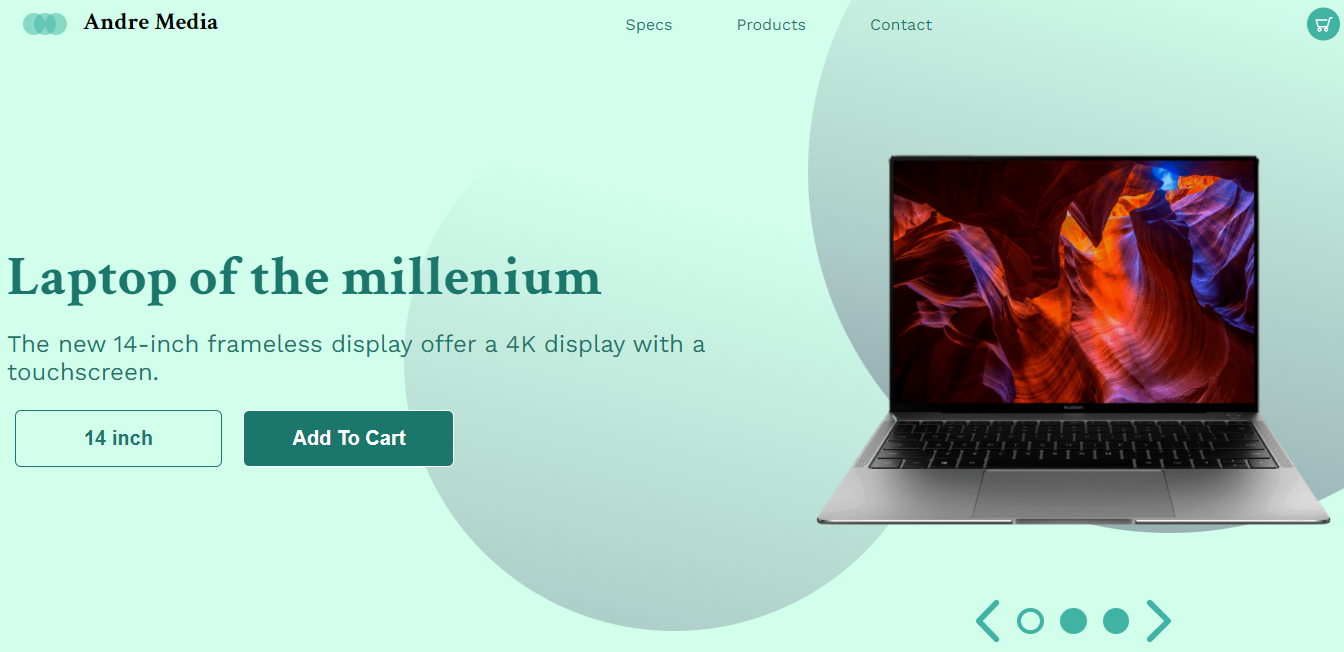 Andre Media
Specs
Products
Contact
Laptop of the millenium
The new 14-inch frameless display offer a 4K display with a
touchscreen.
14 inch
Add To Cart
HUAWEI